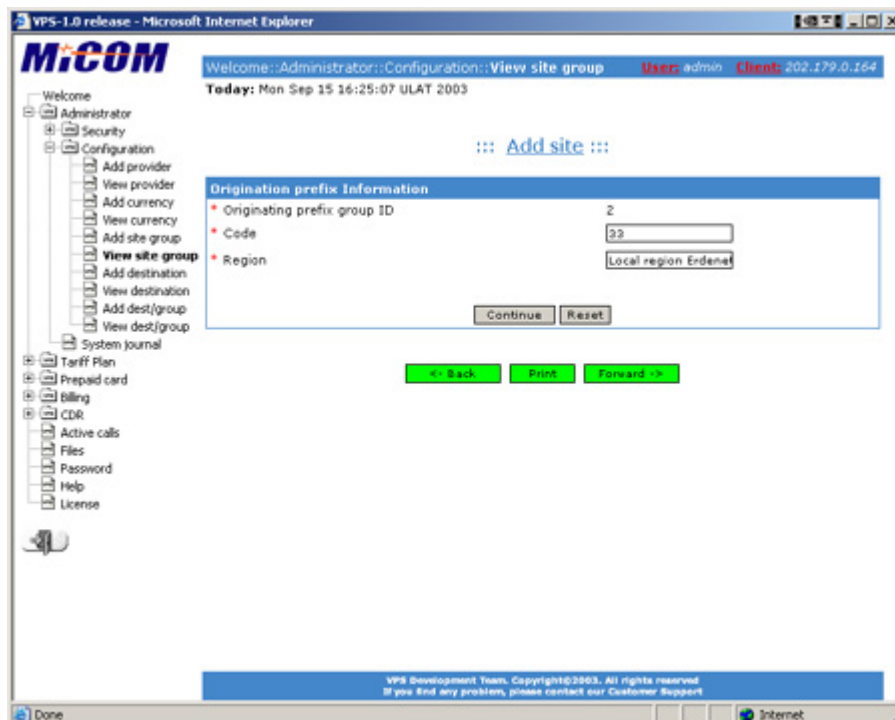 VPS-1.0 release - Microsoft Internet Explorer
MiCOM
Welcome::Administrator::Configuration::View site group User: admin Client: 202.179.0.164
Today: Mon Sep 15 16:25:07 ULAT 2003
Welcome
Administrator
Security
Configuration
Add provider
View provider
Add currency
View currency
Add site group
View site group
Add destination
View destination
Add dest/group
View dest/group
System journal
Tariff Plan
Prepaid card
Billing
CDR
Active calls
Files
Password
Help
License
::: Add site :::
Origination prefix Information
* Originating prefix group ID 2
* Code 33
* Region Local region Erdenet
Continue Reset
<- Back Print Forward ->
VPS Development Team. Copyright©2003. All rights reserved
If you find any problem, please contact our Customer Support
Done Internet